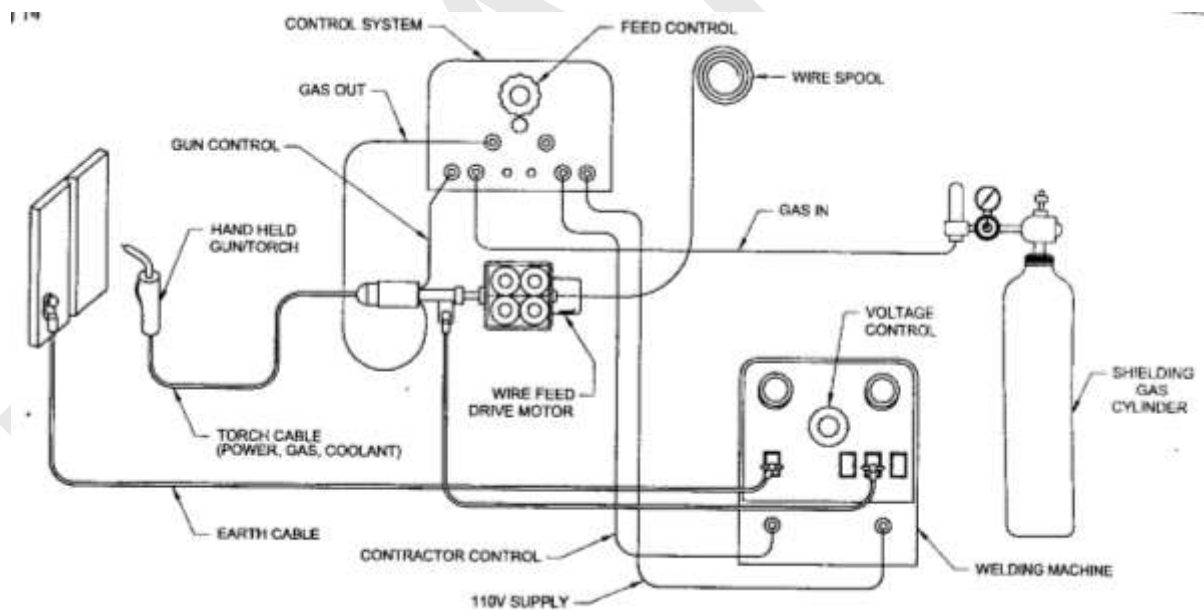 CONTROL SYSTEM
FEED CONTROL
WIRE SPOOL
GAS OUT
GUN CONTROL
GAS IN
HAND HELD
GUN/TORCH
VOLTAGE
CONTROL
WIRE FEED
DRIVE MOTOR
SHIELDING
GAS
CYLINDER
TORCH CABLE
(POWER, GAS, COOLANT)
EARTH CABLE
CONTRACTOR CONTROL
WELDING MACHINE
110V SUPPLY